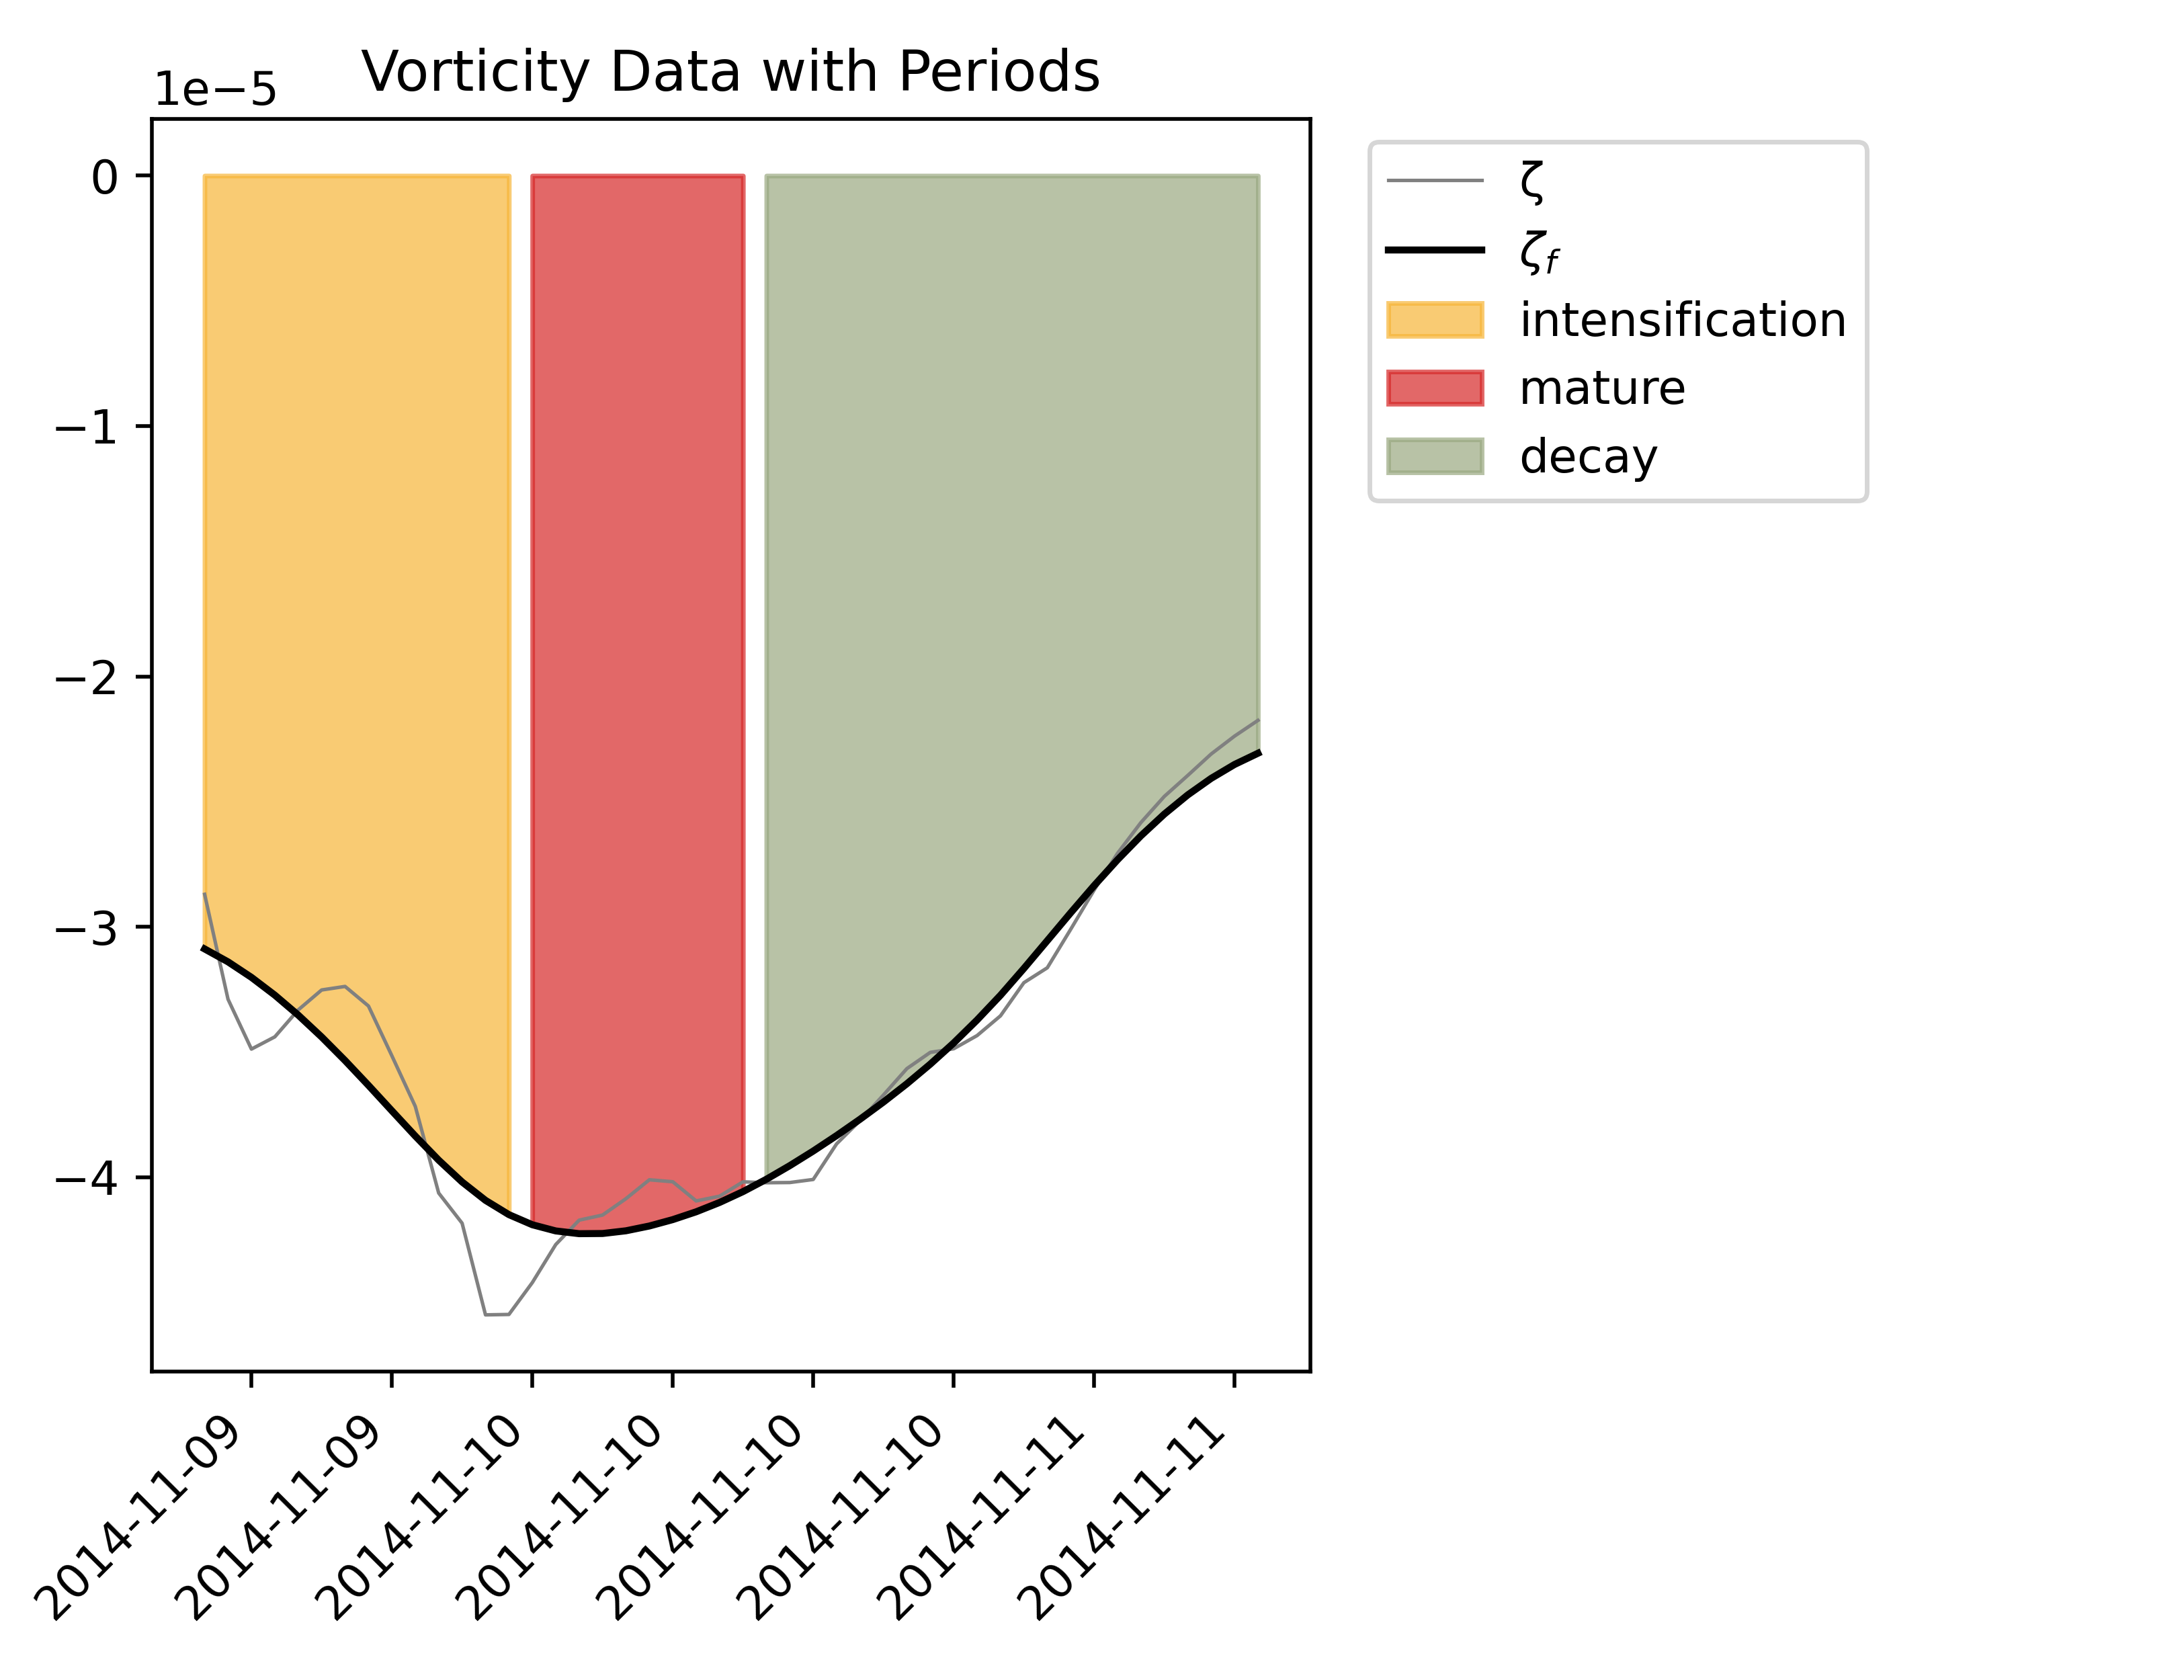 Vorticity Data with Periods
1e−5
0
−1
−2
−3
−4
2014-11-09
2014-11-09
2014-11-10
2014-11-10
2014-11-10
2014-11-10
2014-11-11
2014-11-11
ζ
ζf
intensification
mature
decay